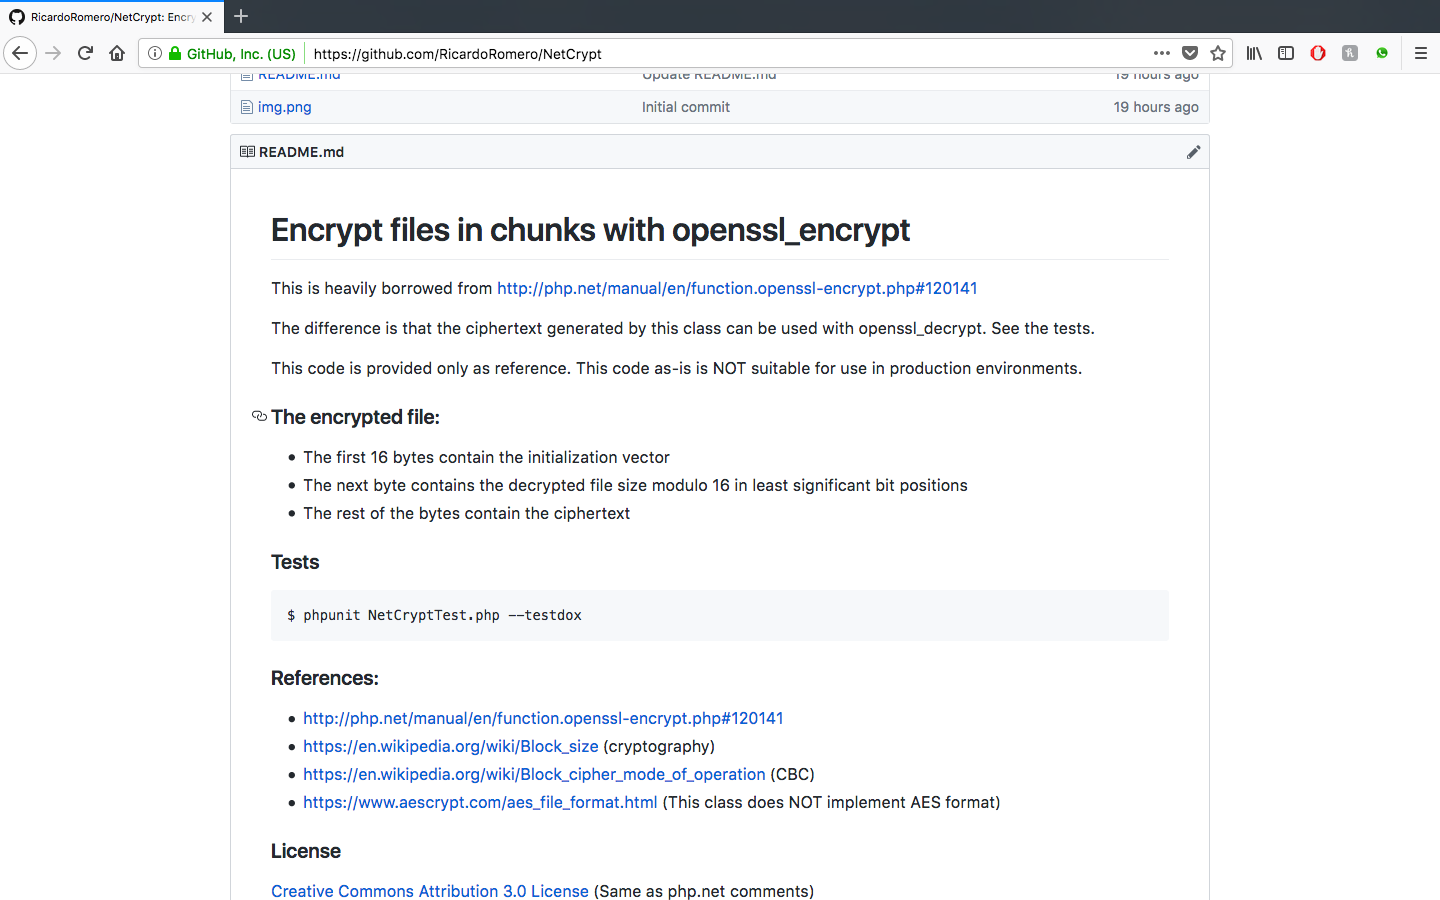 RicardoRomero/NetCrypt: Encry
GitHub, Inc. (US) https://github.com/RicardoRomero/NetCrypt
README.md Update README.md 19 hours ago
img.png Initial commit 19 hours ago
README.md
Encrypt files in chunks with openssl_encrypt
This is heavily borrowed from http://php.net/manual/en/function.openssl-encrypt.php#120141
The difference is that the ciphertext generated by this class can be used with openssl_decrypt. See the tests.
This code is provided only as reference. This code as-is is NOT suitable for use in production environments.
The encrypted file:
• The first 16 bytes contain the initialization vector
• The next byte contains the decrypted file size modulo 16 in least significant bit positions
• The rest of the bytes contain the ciphertext
Tests
$ phpunit NetCryptTest.php --testdox
References:
• http://php.net/manual/en/function.openssl-encrypt.php#120141
• https://en.wikipedia.org/wiki/Block_size (cryptography)
• https://en.wikipedia.org/wiki/Block_cipher_mode_of_operation (CBC)
• https://www.aescrypt.com/aes_file_format.html (This class does NOT implement AES format)
License
Creative Commons Attribution 3.0 License (Same as php.net comments)